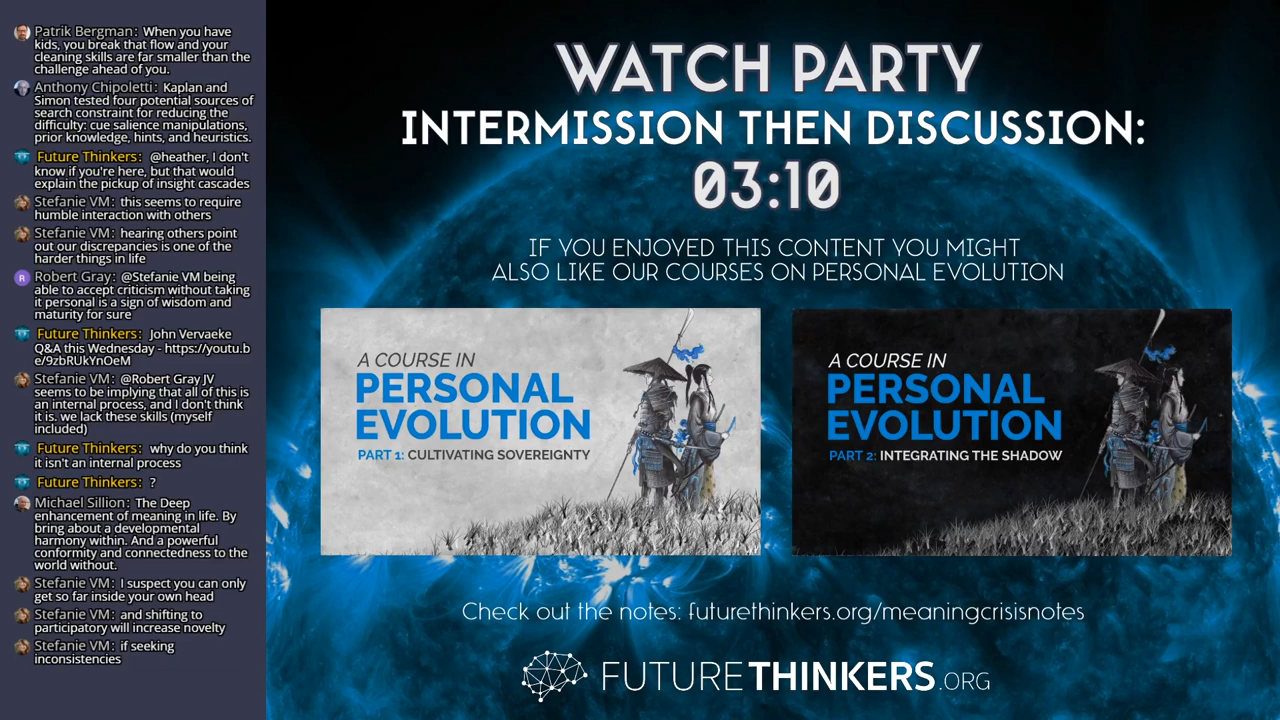 Patrik Bergman: When you have
kids, you break that flow and your
cleaning skills are far smaller than the
challenge ahead of you.
Anthony Chipoletti: Kaplan and
Simon tested four potential sources of
search constraint for reducing the
difficulty: cue salience manipulations,
prior knowledge, hints, and heuristics.
Future Thinkers: @heather, I don't
know if you're here, but that would
explain the pickup of insight cascades
Stefanie VM: this seems to require
humble interaction with others
Stefanie VM: hearing others point
out our discrepancies is one of the
harder things in life
R
Robert Gray: @Stefanie VM being
able to accept criticism without taking
it personal is a sign of wisdom and
maturity for sure
Future Thinkers: John Vervaeke
Q&A this Wednesday - https://youtu.b
e/9zbRUkYnOeM
Stefanie VM: @Robert Gray JV
seems to be implying that all of this is
an internal process, and I don't think
it is. we lack these skills (myself
included)
Future Thinkers: why do you think
it isn't an internal process
Future Thinkers: ?
Michael Sillion: The Deep
enhancement of meaning in life. By
bring about a developmental
harmony within. And a powerful
conformity and connectedness to the
world without.
Stefanie VM: I suspect you can only
get so far inside your own head
Stefanie VM: and shifting to
participatory will increase novelty
Stefanie VM: if seeking
inconsistencies
WATCH PARTY
INTERMISSION THEN DISCUSSION:
03:10
IF YOU ENJOYED THIS CONTENT YOU MIGHT
ALSO LIKE OUR COURSES ON PERSONAL EVOLUTION
A COURSE IN
PERSONAL
EVOLUTION
PART 1: CULTIVATING SOVEREIGNTY
A COURSE IN
PERSONAL
EVOLUTION
PART 2: INTEGRATING THE SHADOW
Check out the notes: futurethinkers.org/meaningcrisisnotes
FUTURETHINKERS.ORG